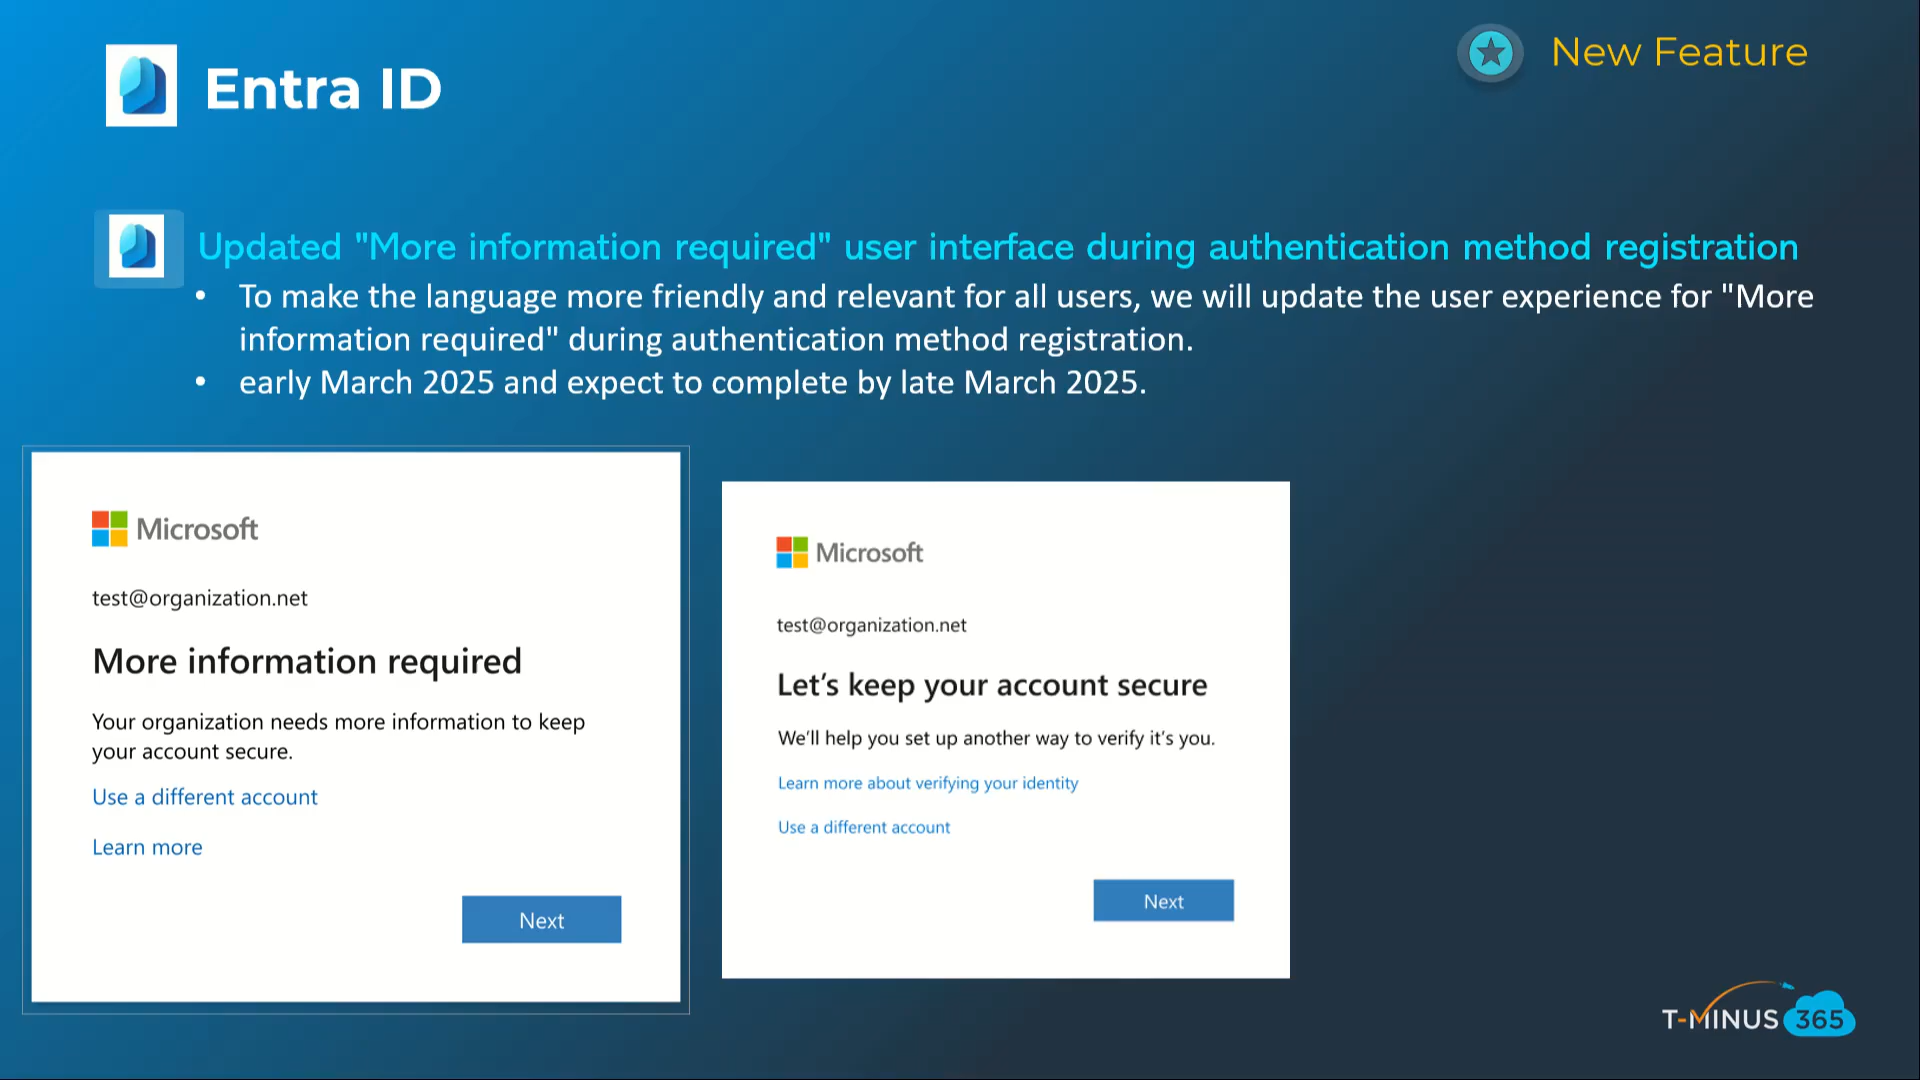 Entra ID
New Feature
Updated "More information required" user interface during authentication method registration
• To make the language more friendly and relevant for all users, we will update the user experience for "More
information required" during authentication method registration.
• early March 2025 and expect to complete by late March 2025.
Microsoft
test@organization.net
More information required
Your organization needs more information to keep
your account secure.
Use a different account
Learn more
Next
Microsoft
test@organization.net
Let's keep your account secure
We'll help you set up another way to verify it's you.
Learn more about verifying your identity
Use a different account
Next
T-MINUS 365